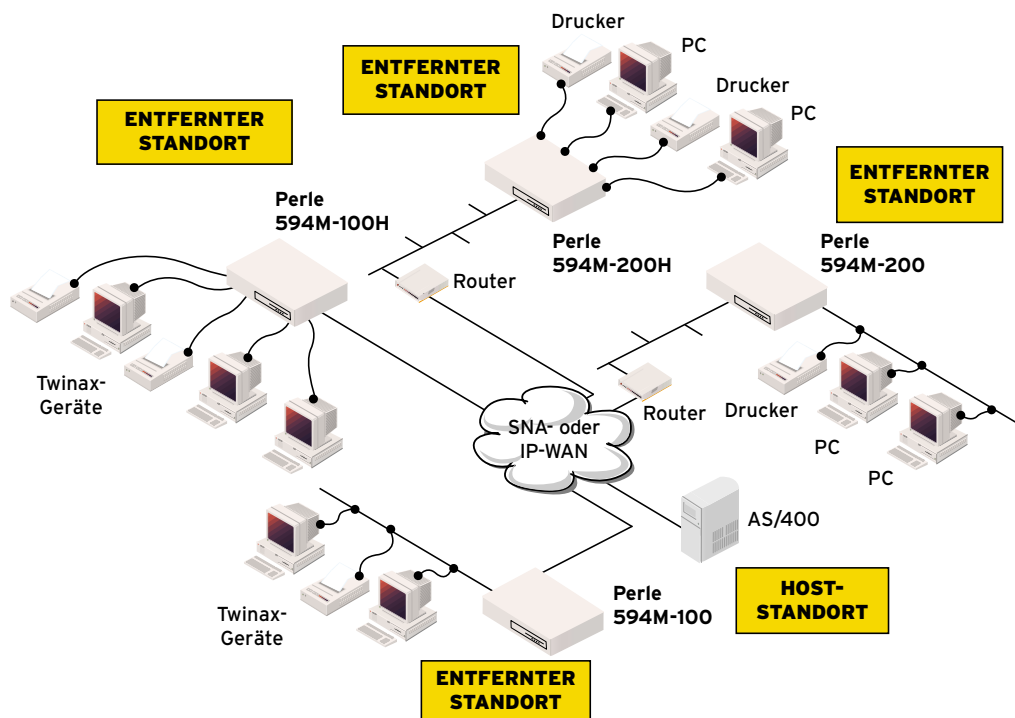 Drucker
PC
ENTFERNTER
STANDORT
Drucker
PC
ENTFERNTER
STANDORT
ENTFERNTER
STANDORT
Perle
594M-100H
Perle
594M-200H
Perle
594M-200
Router
Twinax-
Geräte
Router
Drucker
PC
PC
SNA- oder
IP-WAN
AS/400
HOST-
STANDORT
Perle
594M-100
Twinax-
Geräte
ENTFERNTER
STANDORT